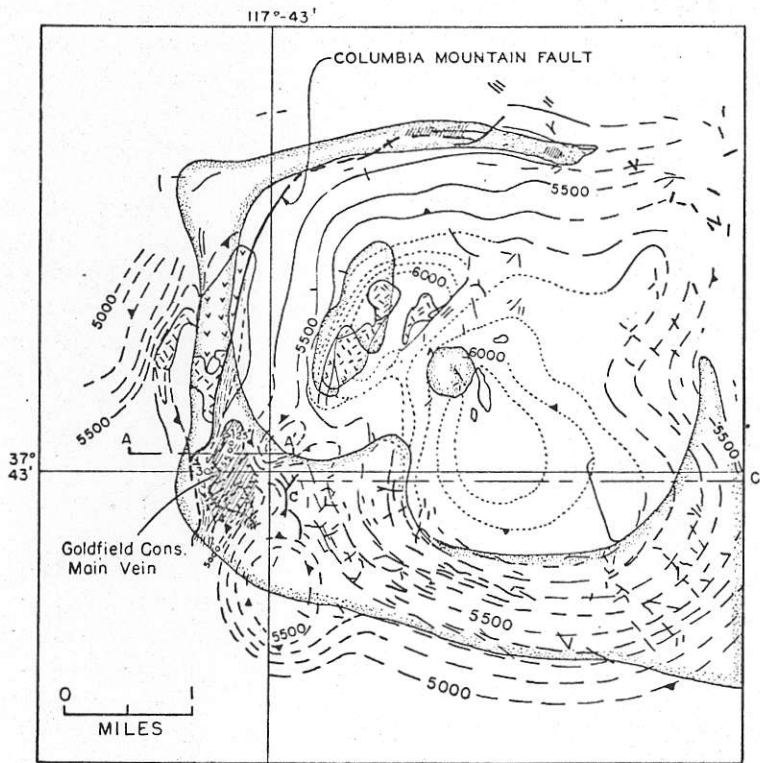 117°-43'
COLUMBIA MOUNTAIN FAULT
5500
6000
5000
5500
6000
5500
5500
A
A'
37°
43'
C
C'
Goldfield Cons.
Main Vein
5500
5500
5000
0 1
MILES